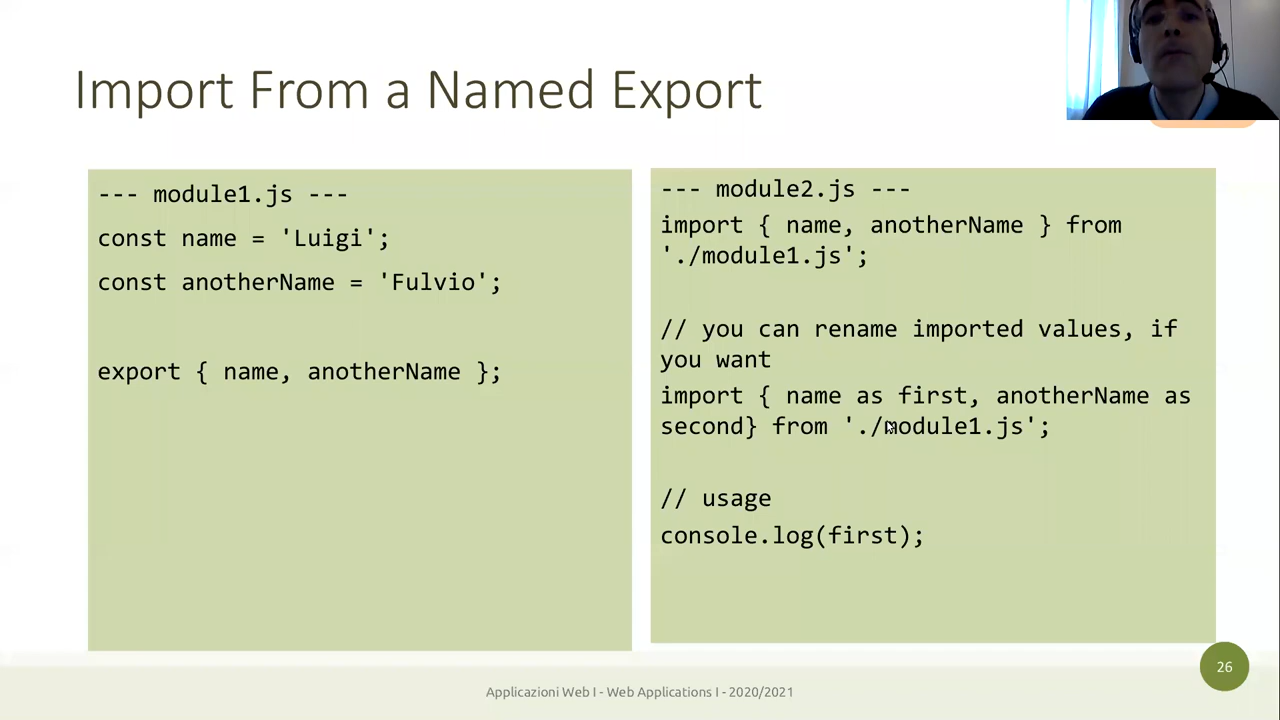 Import From a Named Export
--- module1.js ---
const name = 'Luigi';
const anotherName = 'Fulvio';
export { name, anotherName };
--- module2.js ---
import { name, anotherName } from
'./module1.js';
// you can rename imported values, if
you want
import { name as first, anotherName as
second} from './module1.js';
// usage
console.log(first);
26
Applicazioni Web I - Web Applications I - 2020/2021